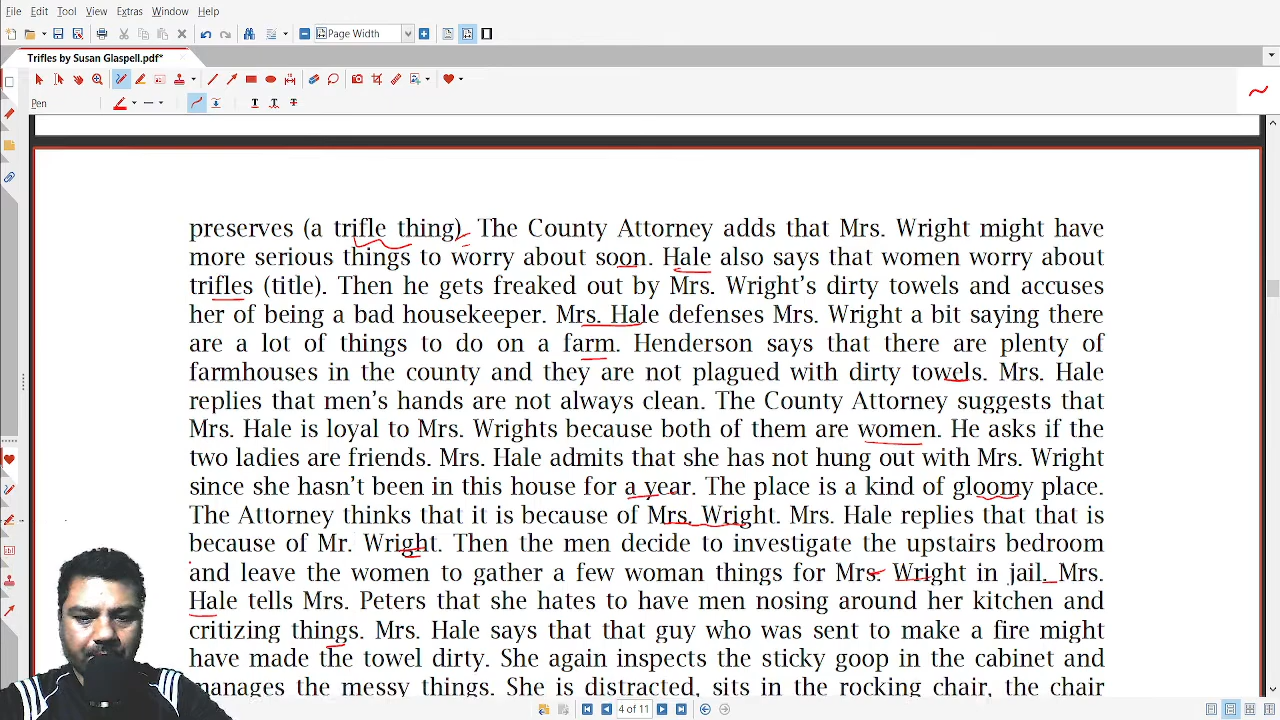 File Edit Tool View Extras Window Help
Page Width
Trifles by Susan Glaspell.pdf*
Pen
preserves (a trifle thing). The County Attorney adds that Mrs. Wright might have
more serious things to worry about soon. Hale also says that women worry about
trifles (title). Then he gets freaked out by Mrs. Wright’s dirty towels and accuses
her of being a bad housekeeper. Mrs. Hale defenses Mrs. Wright a bit saying there
are a lot of things to do on a farm. Henderson says that there are plenty of
farmhouses in the county and they are not plagued with dirty towels. Mrs. Hale
replies that men’s hands are not always clean. The County Attorney suggests that
Mrs. Hale is loyal to Mrs. Wrights because both of them are women. He asks if the
two ladies are friends. Mrs. Hale admits that she has not hung out with Mrs. Wright
since she hasn’t been in this house for a year. The place is a kind of gloomy place.
The Attorney thinks that it is because of Mrs. Wright. Mrs. Hale replies that that is
because of Mr. Wright. Then the men decide to investigate the upstairs bedroom
and leave the women to gather a few woman things for Mrs. Wright in jail. Mrs.
Hale tells Mrs. Peters that she hates to have men nosing around her kitchen and
critizing things. Mrs. Hale says that that guy who was sent to make a fire might
have made the towel dirty. She again inspects the sticky goop in the cabinet and
manages the messy things. She is distracted, sits in the rocking chair, the chair
4 of 11